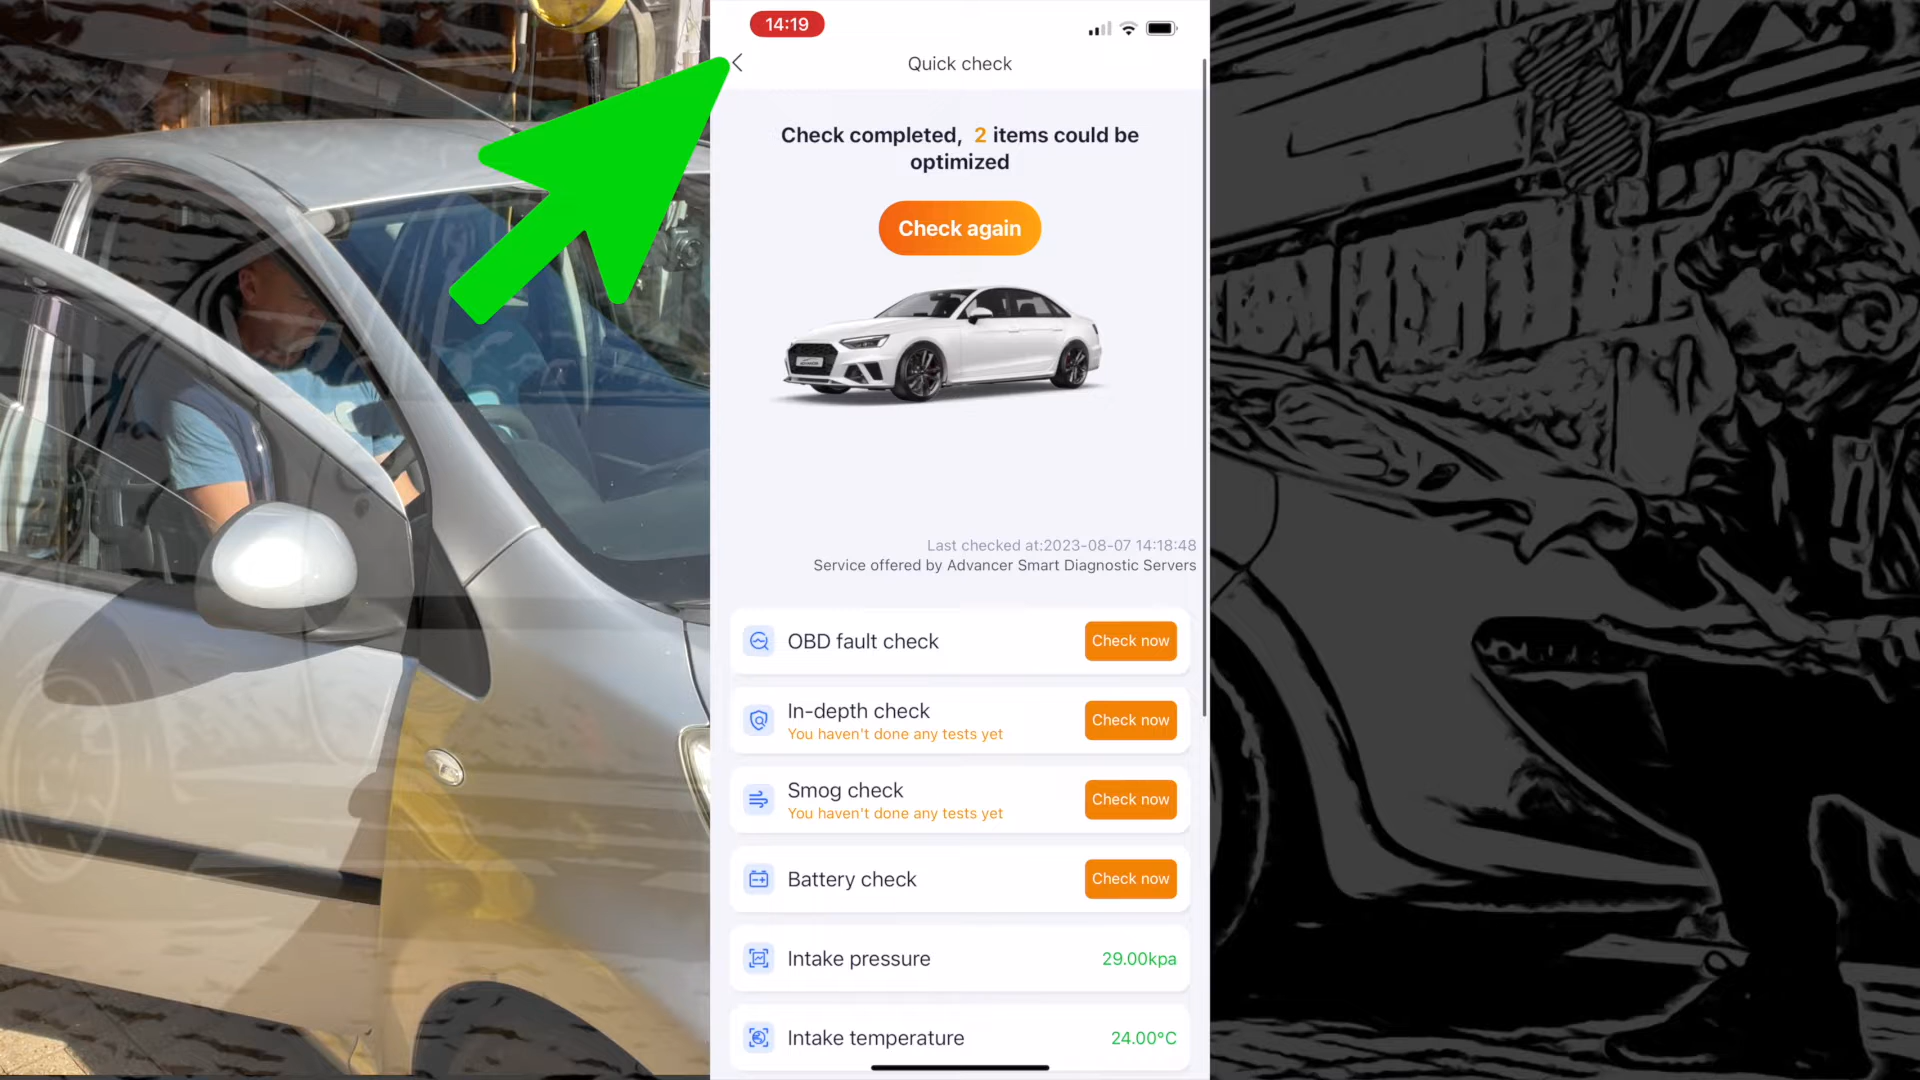 14:19
Quick check
Check completed, 2 items could be
optimized
Check again
Last checked at:2023-08-07 14:18:48
Service offered by Advancer Smart Diagnostic Servers
OBD fault check
Check now
In-depth check
You haven't done any tests yet
Check now
Smog check
You haven't done any tests yet
Check now
Battery check
Check now
Intake pressure
29.00kpa
Intake temperature
24.00°C